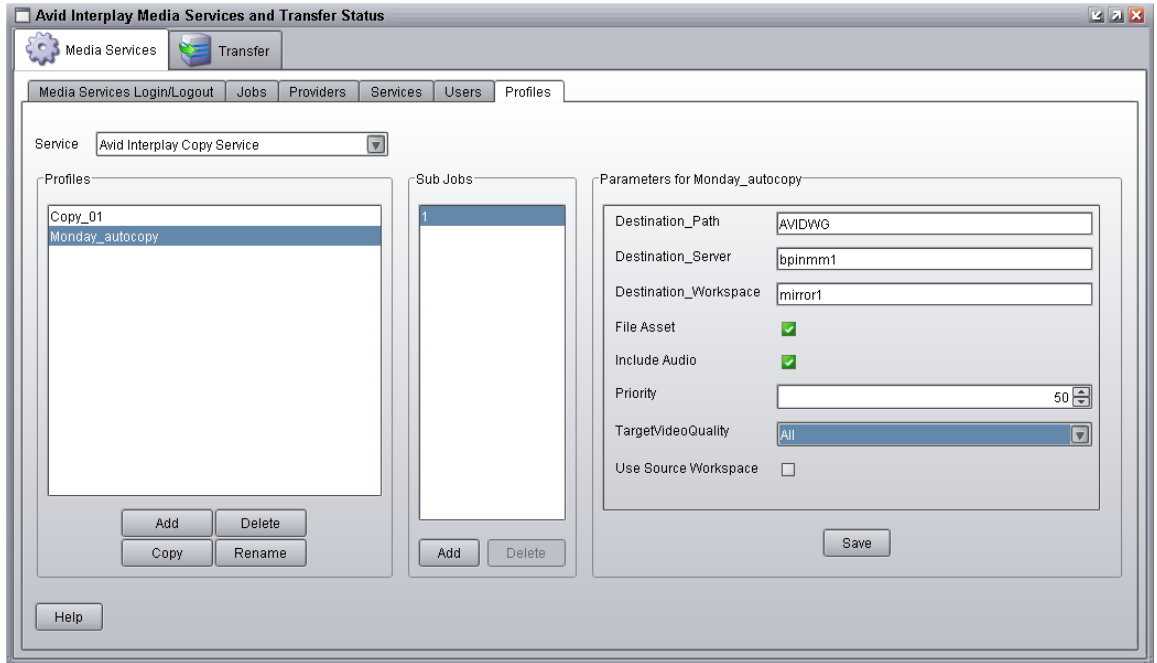 Avid Interplay Media Services and Transfer Status
Media Services Transfer
Media Services Login/Logout Jobs Providers Services Users Profiles
Service Avid Interplay Copy Service
Profiles
Copy_01
Monday_autocopy
Add Delete
Copy Rename
Sub Jobs
1
Add Delete
Parameters for Monday_autocopy
Destination_Path AVIDWG
Destination_Server bpinmm1
Destination_Workspace mirror1
File Asset
Include Audio
Priority 50
TargetVideoQuality All
Use Source Workspace
Save
Help